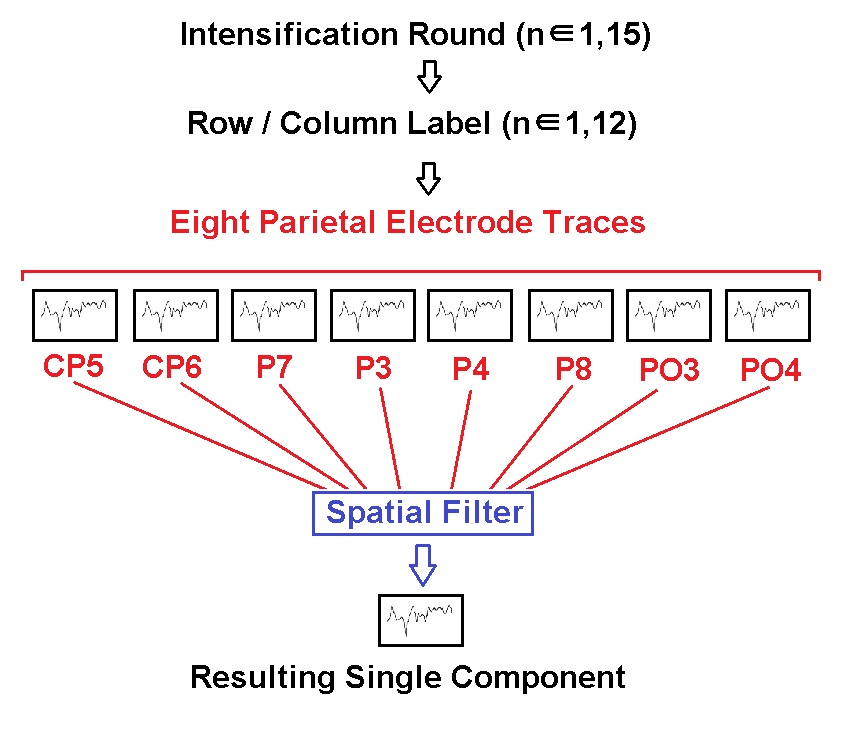 Intensification Round (n∈1,15)
Row / Column Label (n∈1,12)
Eight Parietal Electrode Traces
CP5 CP6 P7 P3 P4 P8 PO3 PO4
Spatial Filter
Resulting Single Component